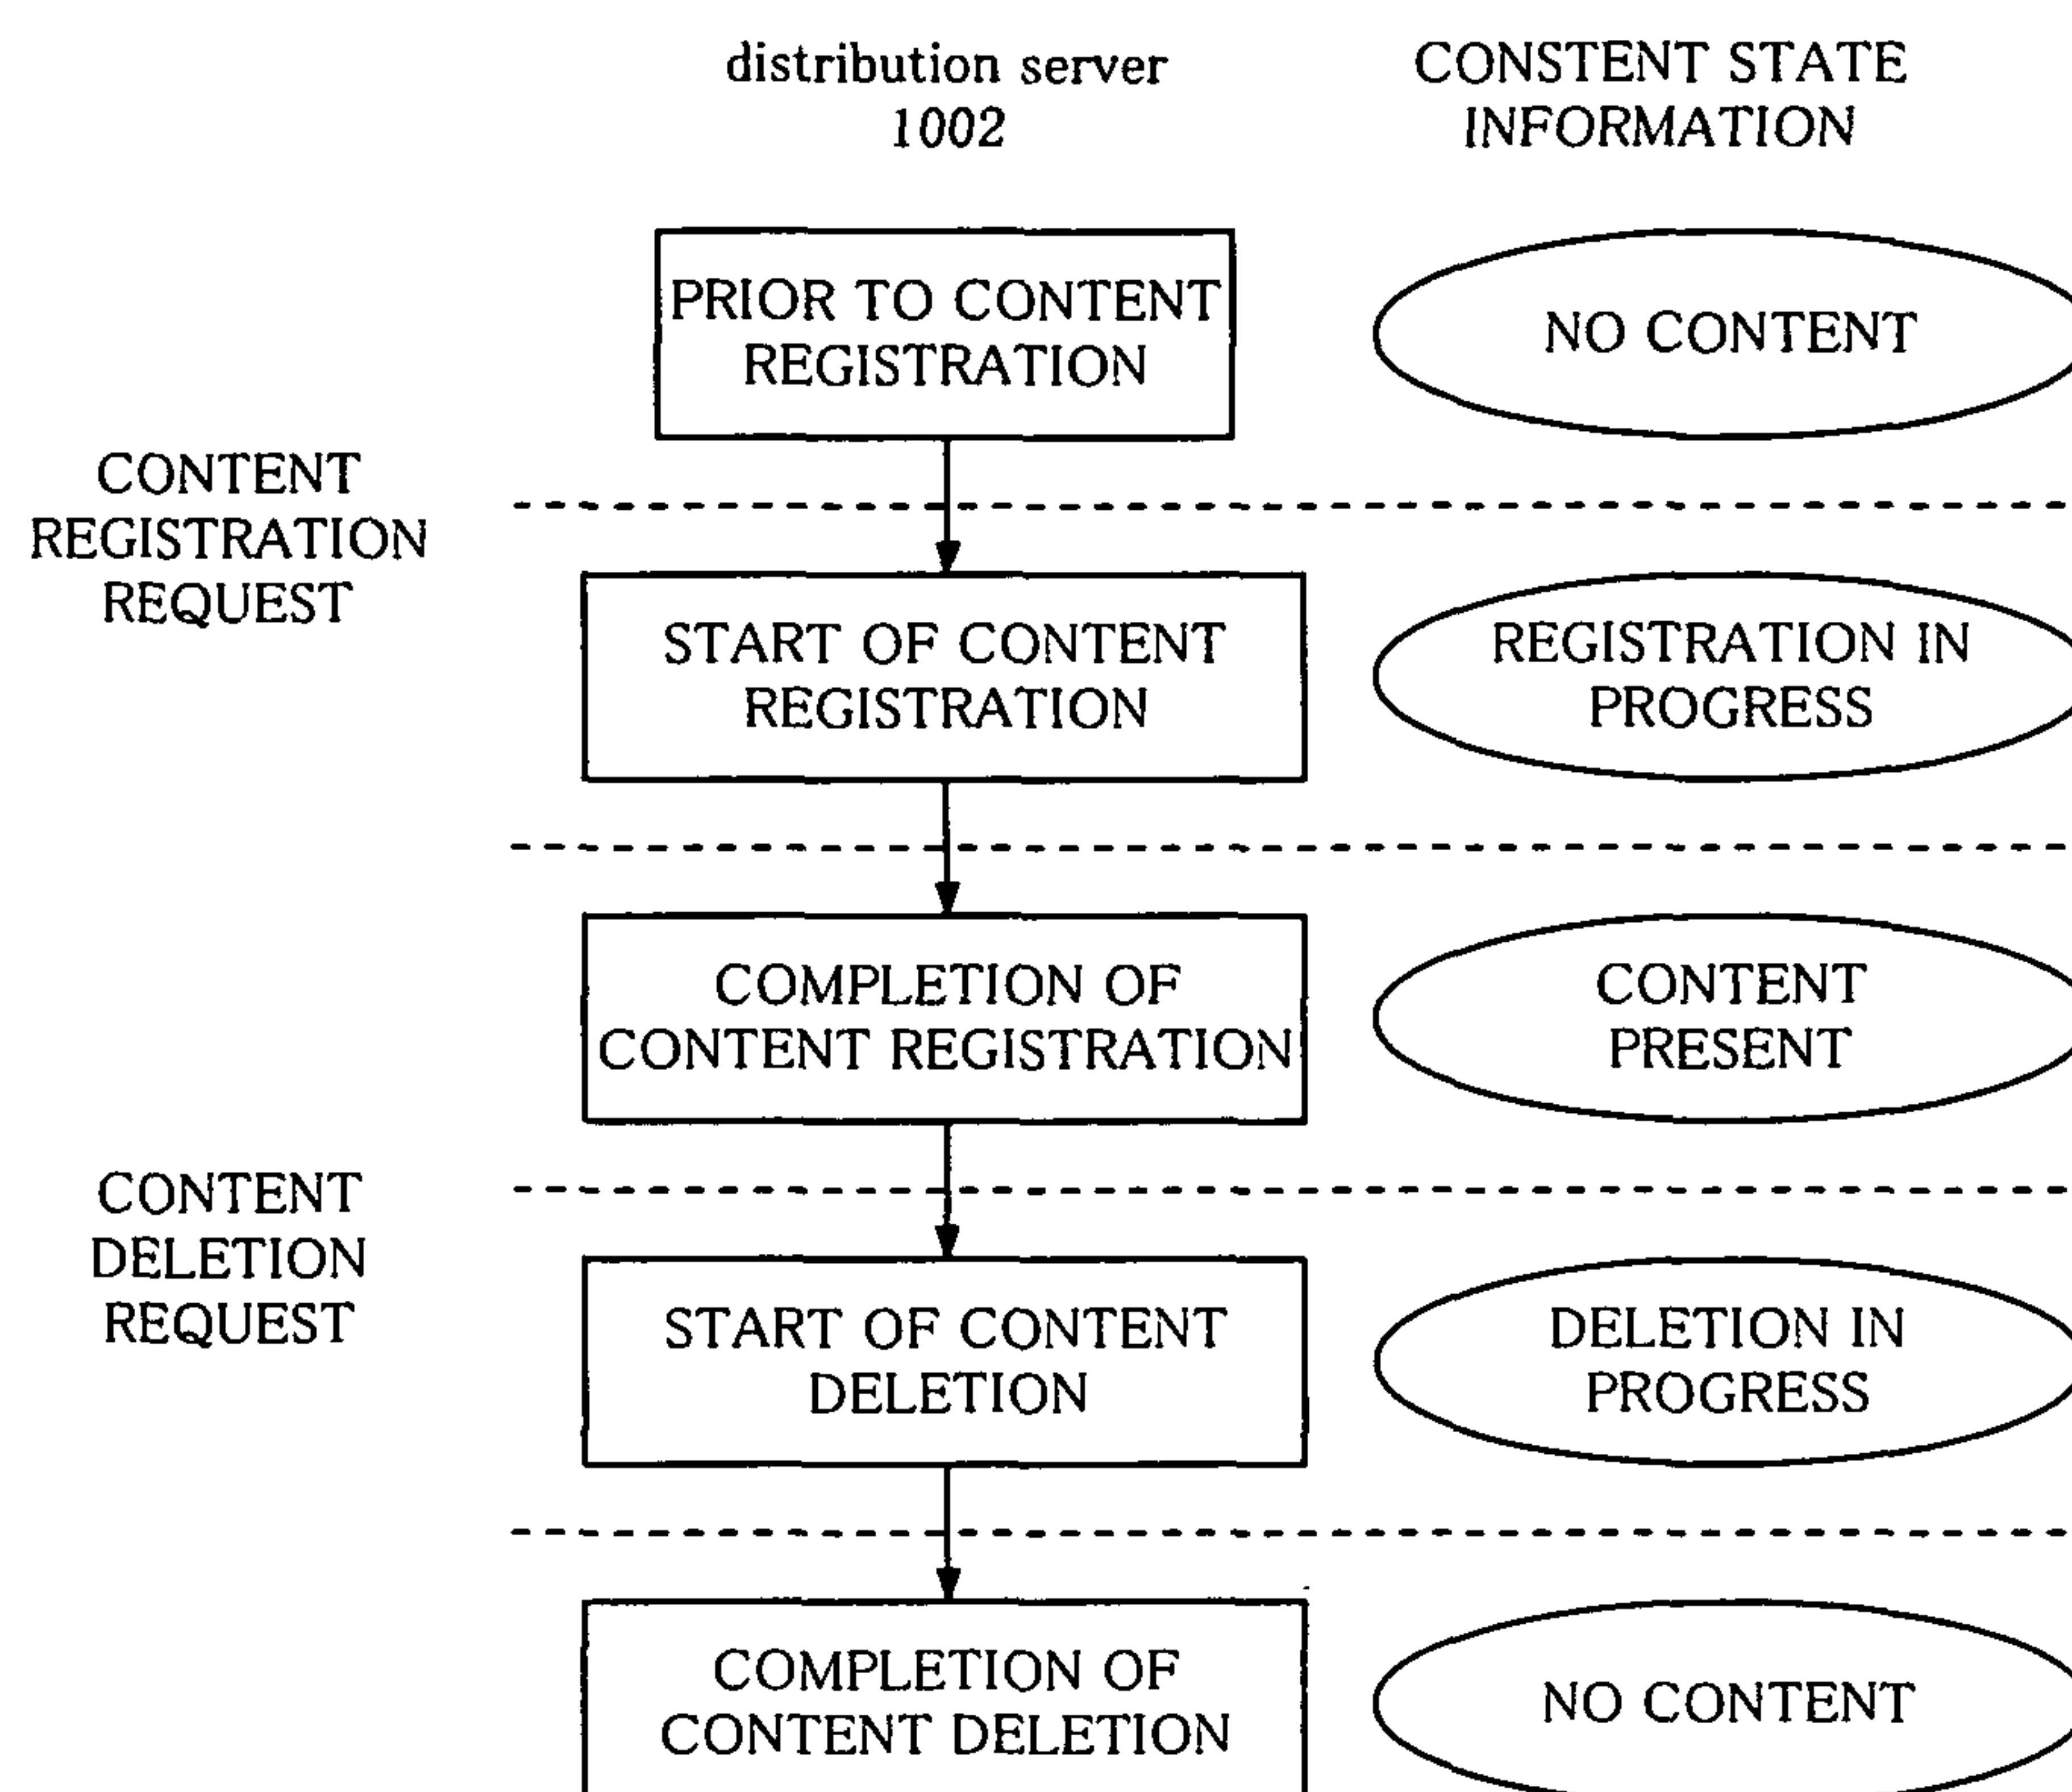 distribution server
1002
CONSTENT STATE
INFORMATION
PRIOR TO CONTENT
REGISTRATION
NO CONTENT
CONTENT
REGISTRATION
REQUEST
START OF CONTENT
REGISTRATION
REGISTRATION IN
PROGRESS
COMPLETION OF
CONTENT REGISTRATION
CONTENT
PRESENT
CONTENT
DELETION
REQUEST
START OF CONTENT
DELETION
DELETION IN
PROGRESS
COMPLETION OF
CONTENT DELETION
NO CONTENT